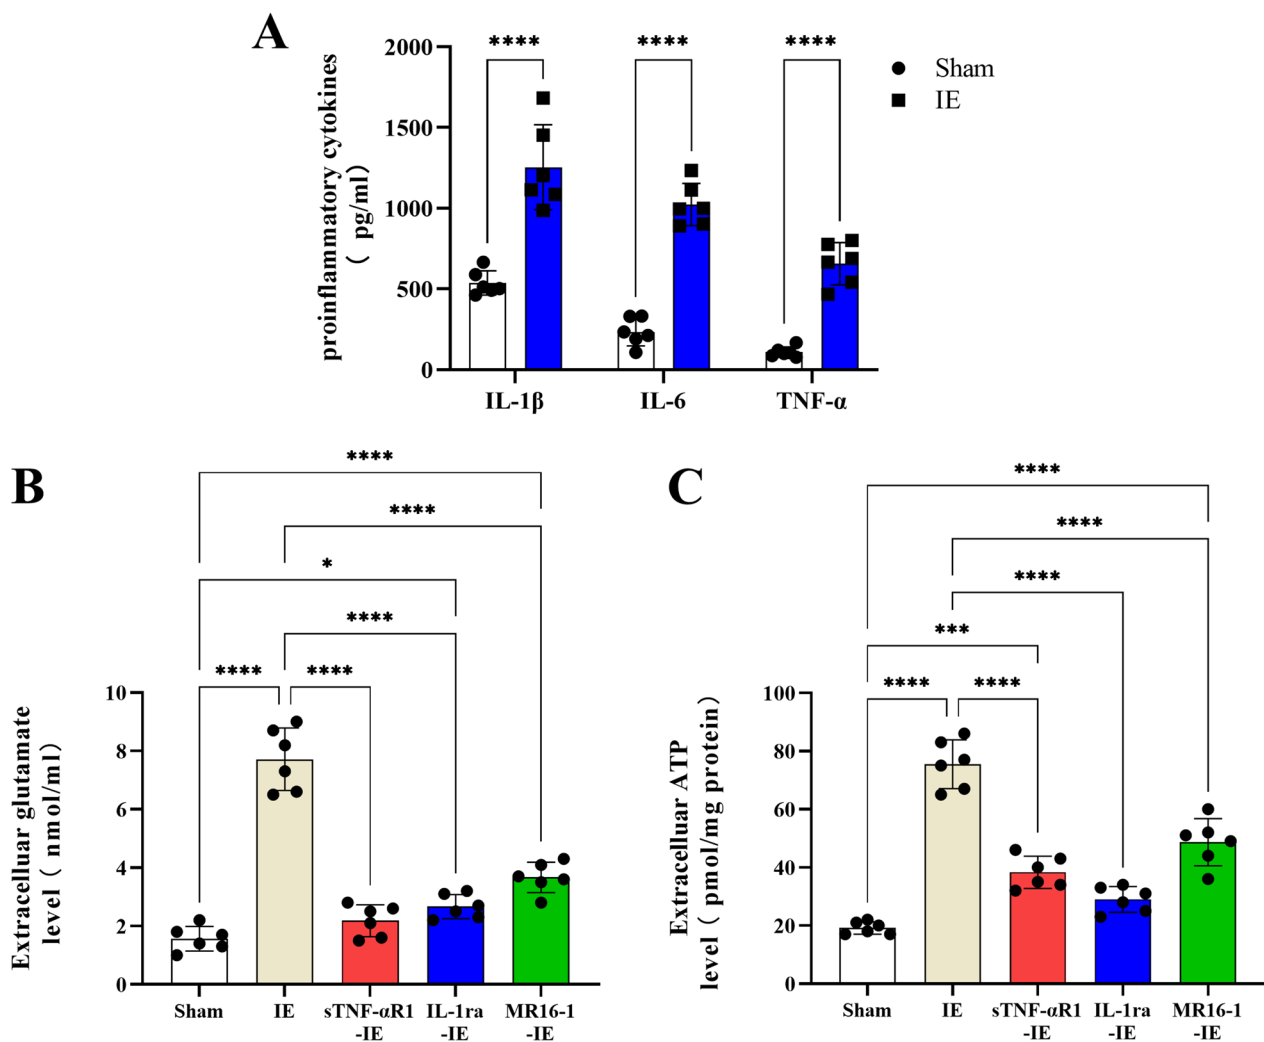 A
proinflammatory cytokines
（ pg/ml）
2000
1500
1000
500
0
**** **** ****
Sham
IE
IL-1β IL-6 TNF-α
B
Extracelluar glutamate
level（ nmol/ml）
****
****
*
****
**** ****
10
8
6
4
2
0
Sham IE sTNF-αR1 IL-1ra MR16-1
-IE -IE -IE
C
Extracelluar ATP
level（ pmol/mg protein）
****
****
****
***
**** ****
100
80
60
40
20
0
Sham IE sTNF-αR1 IL-1ra MR16-1
-IE -IE -IE